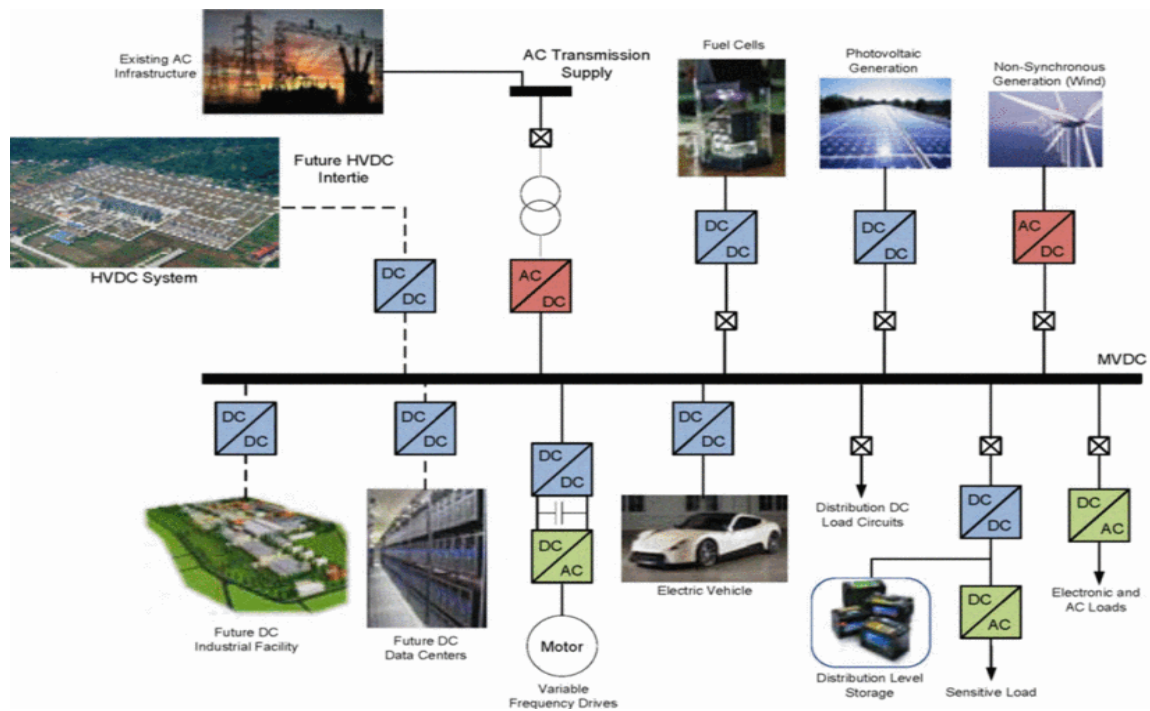 Existing AC
Infrastructure
AC Transmission
Supply
Fuel Cells
Photovoltaic
Generation
Non-Synchronous
Generation (Wind)
Future HVDC
Intertie
HVDC System
DC
DC
AC
DC
DC
DC
DC
DC
AC
DC
MVDC
DC
DC
DC
DC
DC
DC
DC
DC
DC
AC
Distribution DC
Load Circuits
DC
DC
DC
AC
Electric Vehicle
Electronic and
AC Loads
DC
AC
Future DC
Industrial Facility
Future DC
Data Centers
Motor
Variable
Frequency Drives
Distribution Level
Storage
Sensitive Load